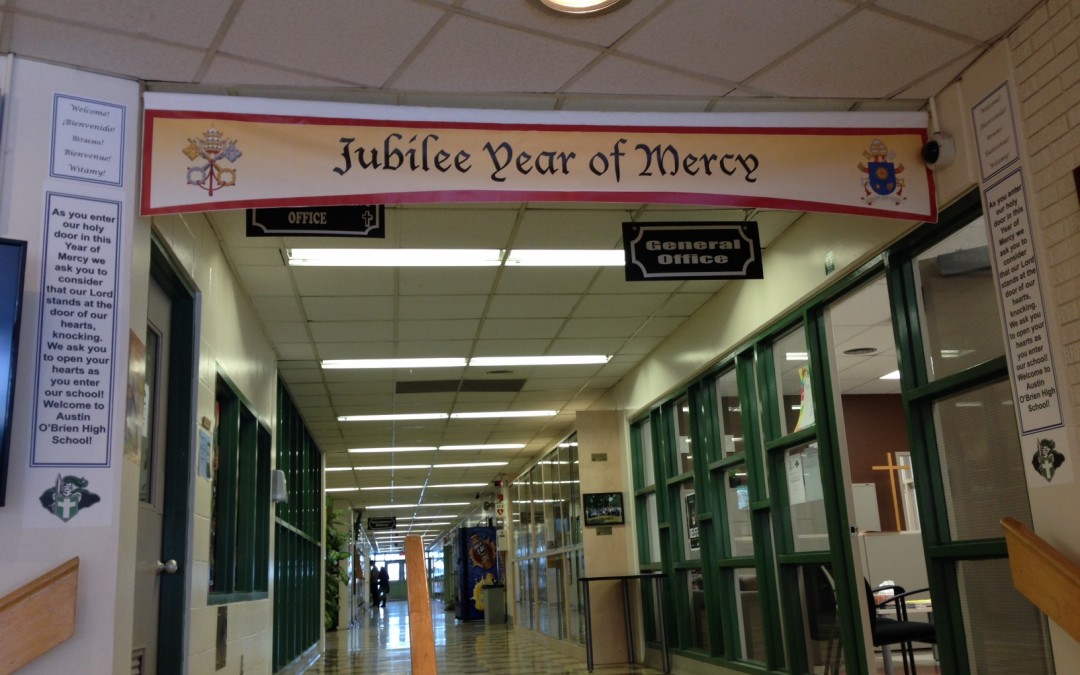 Welcome!
¡Bienvenido!
Вітаємо!
Bienvenue!
Witamy!
As you enter
our holy
door in this
Year of
Mercy we
ask you to
consider
that our Lord
stands at the
door of our
hearts,
knocking.
We ask you
to open your
hearts as
you enter
our school!
Welcome to
Austin
O'Brien High
School!
Jubilee Year of Mercy
OFFICE
General
Office
As you enter
our holy
door in this
Year of
Mercy we
ask you to
consider
that our Lord
stands at the
door of our
hearts,
knocking.
We ask you
to open your
hearts as
you enter
our school!
Welcome to
Austin
O'Brien High
School!